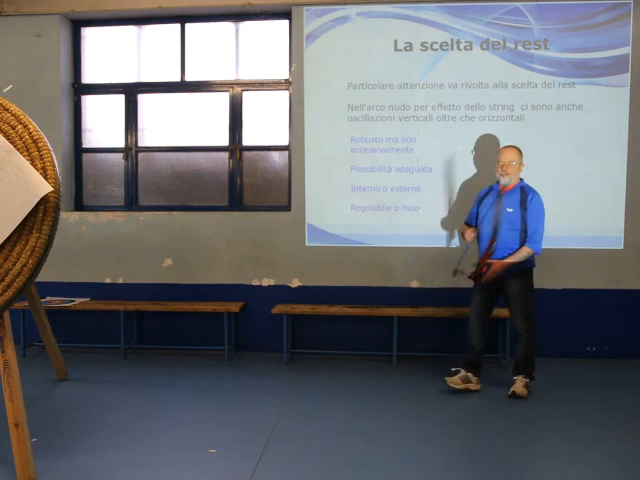 La scelta del rest
Particolare attenzione va rivolta alla scelta del rest
Nell'arco nudo per effetto dello string ci sono anche
oscillazioni verticali oltre che orizzontali
Robusto ma non
eccessivamente
Flessibilità adeguata
Interno o esterno
Regolabile o fisso